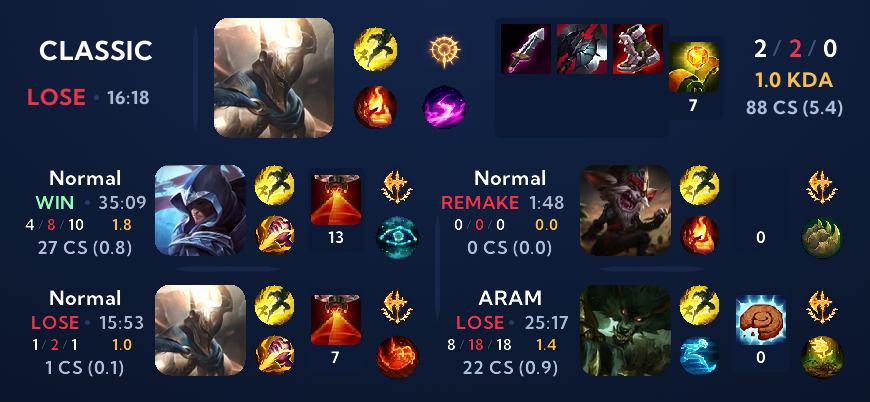 CLASSIC
LOSE • 16:18
7
2 / 2 / 0
1.0 KDA
88 CS (5.4)
Normal
WIN • 35:09
4 / 8 / 10 1.8
27 CS (0.8)
13
Normal
REMAKE 1:48
0 / 0 / 0 0.0
0 CS (0.0)
0
Normal
LOSE • 15:53
1 / 2 / 1 1.0
1 CS (0.1)
7
ARAM
LOSE • 25:17
8 / 18 / 18 1.4
22 CS (0.9)
0